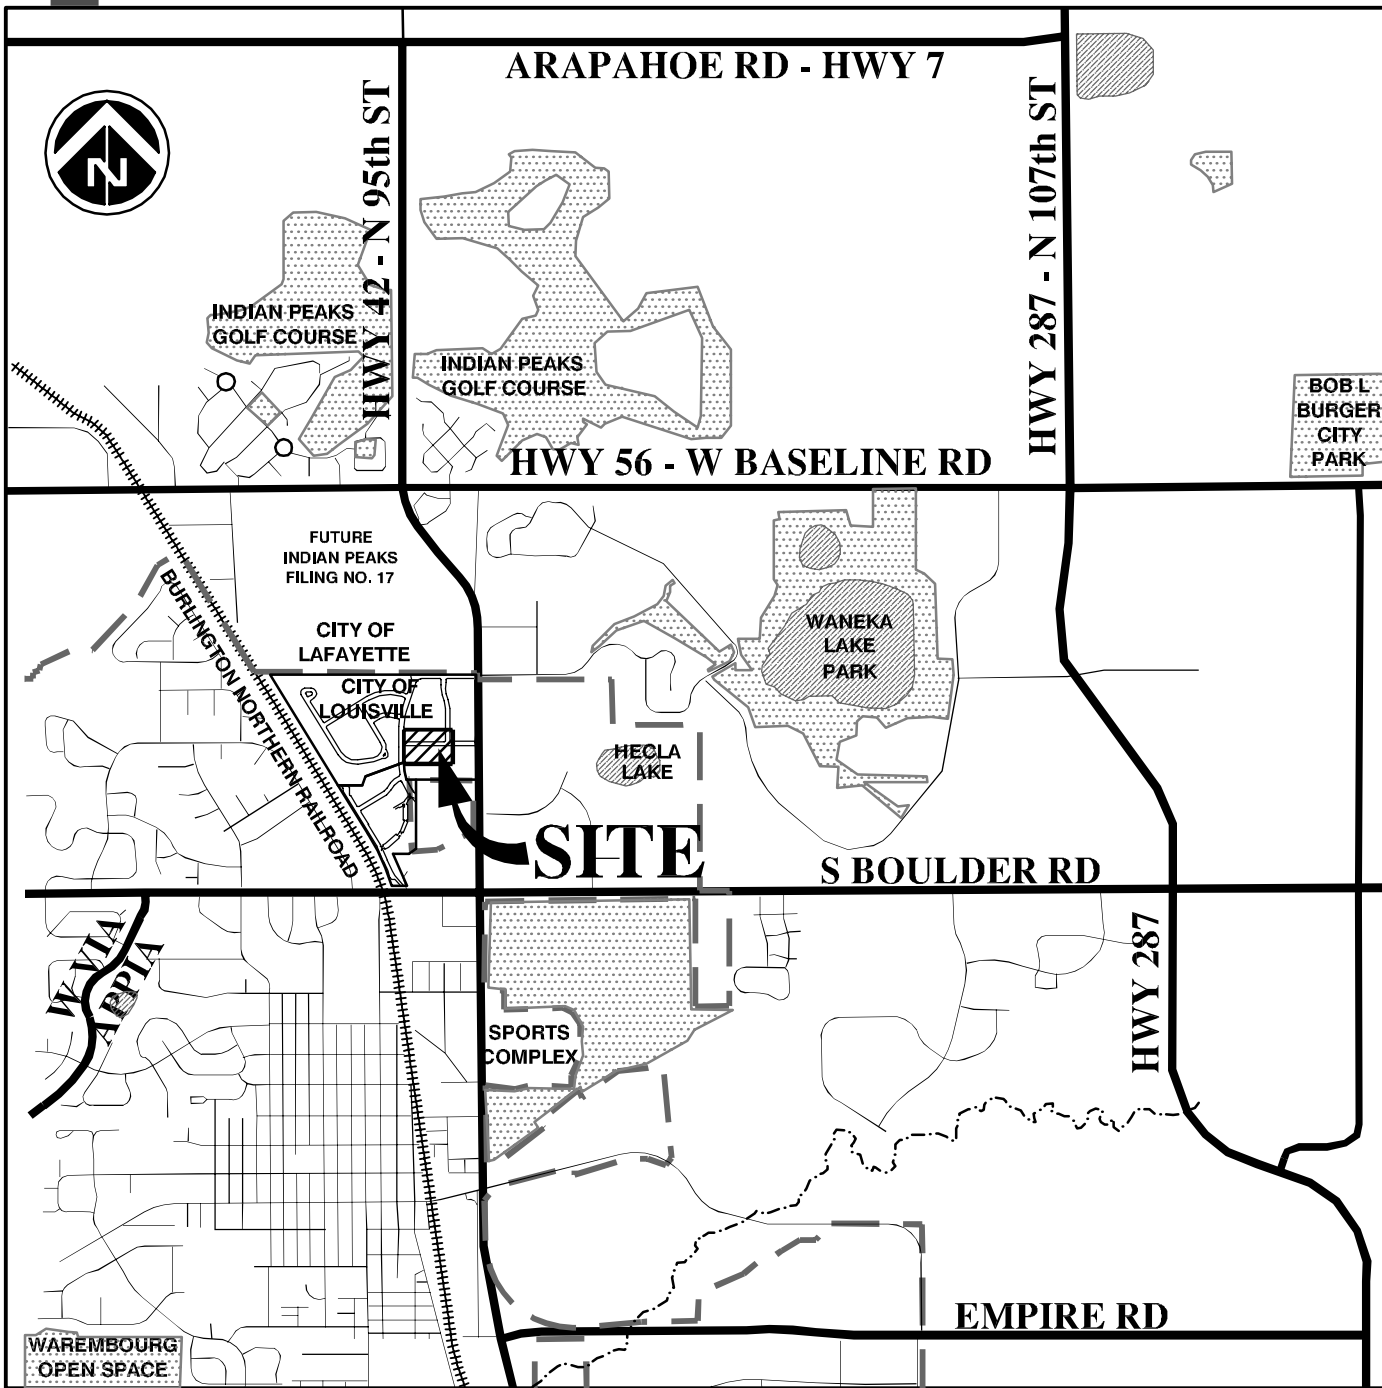 ARAPAHOE RD - HWY 7
N
HWY 42 - N 95th ST
HWY 287 - N 107th ST
INDIAN PEAKS
GOLF COURSE
INDIAN PEAKS
GOLF COURSE
BOB L
BURGER
CITY
PARK
HWY 56 - W BASELINE RD
FUTURE
INDIAN PEAKS
FILING NO. 17
BURLINGTON NORTHERN RAILROAD
CITY OF
LAFAYETTE
CITY OF
LOUISVILLE
WANEKA
LAKE
PARK
HECLA
LAKE
SITE
S BOULDER RD
W VIA
APPIA
HWY 287
SPORTS
COMPLEX
EMPIRE RD
WAREMBOURG
OPEN SPACE